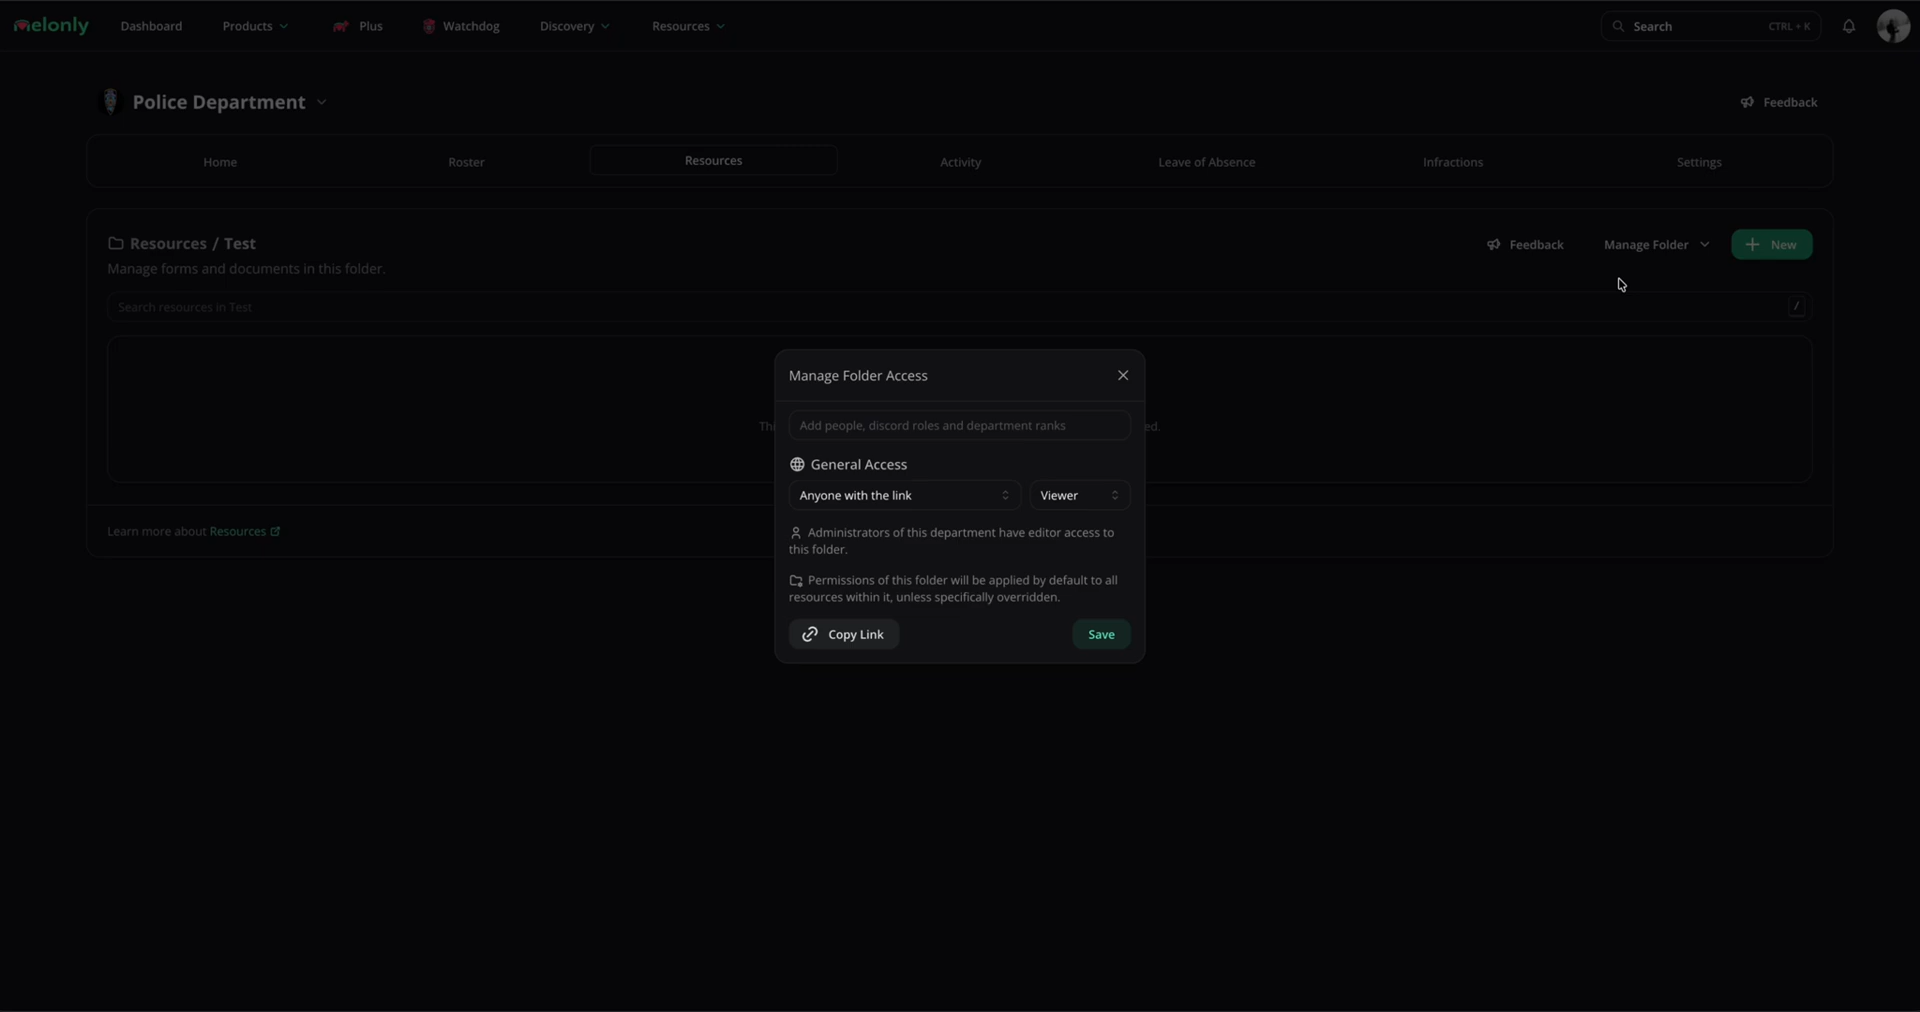 melonly
Dashboard
Products
Plus
Watchdog
Discovery
Resources
Search
CTRL + K
Police Department
Feedback
Home
Roster
Resources
Activity
Leave of Absence
Infractions
Settings
Resources / Test
Manage forms and documents in this folder.
Feedback
Manage Folder
New
Search resources in Test
/
Manage Folder Access
Add people, discord roles and department ranks
General Access
Anyone with the link
Viewer
Administrators of this department have editor access to
this folder.
Permissions of this folder will be applied by default to all
resources within it, unless specifically overridden.
Copy Link
Save
Learn more about Resources